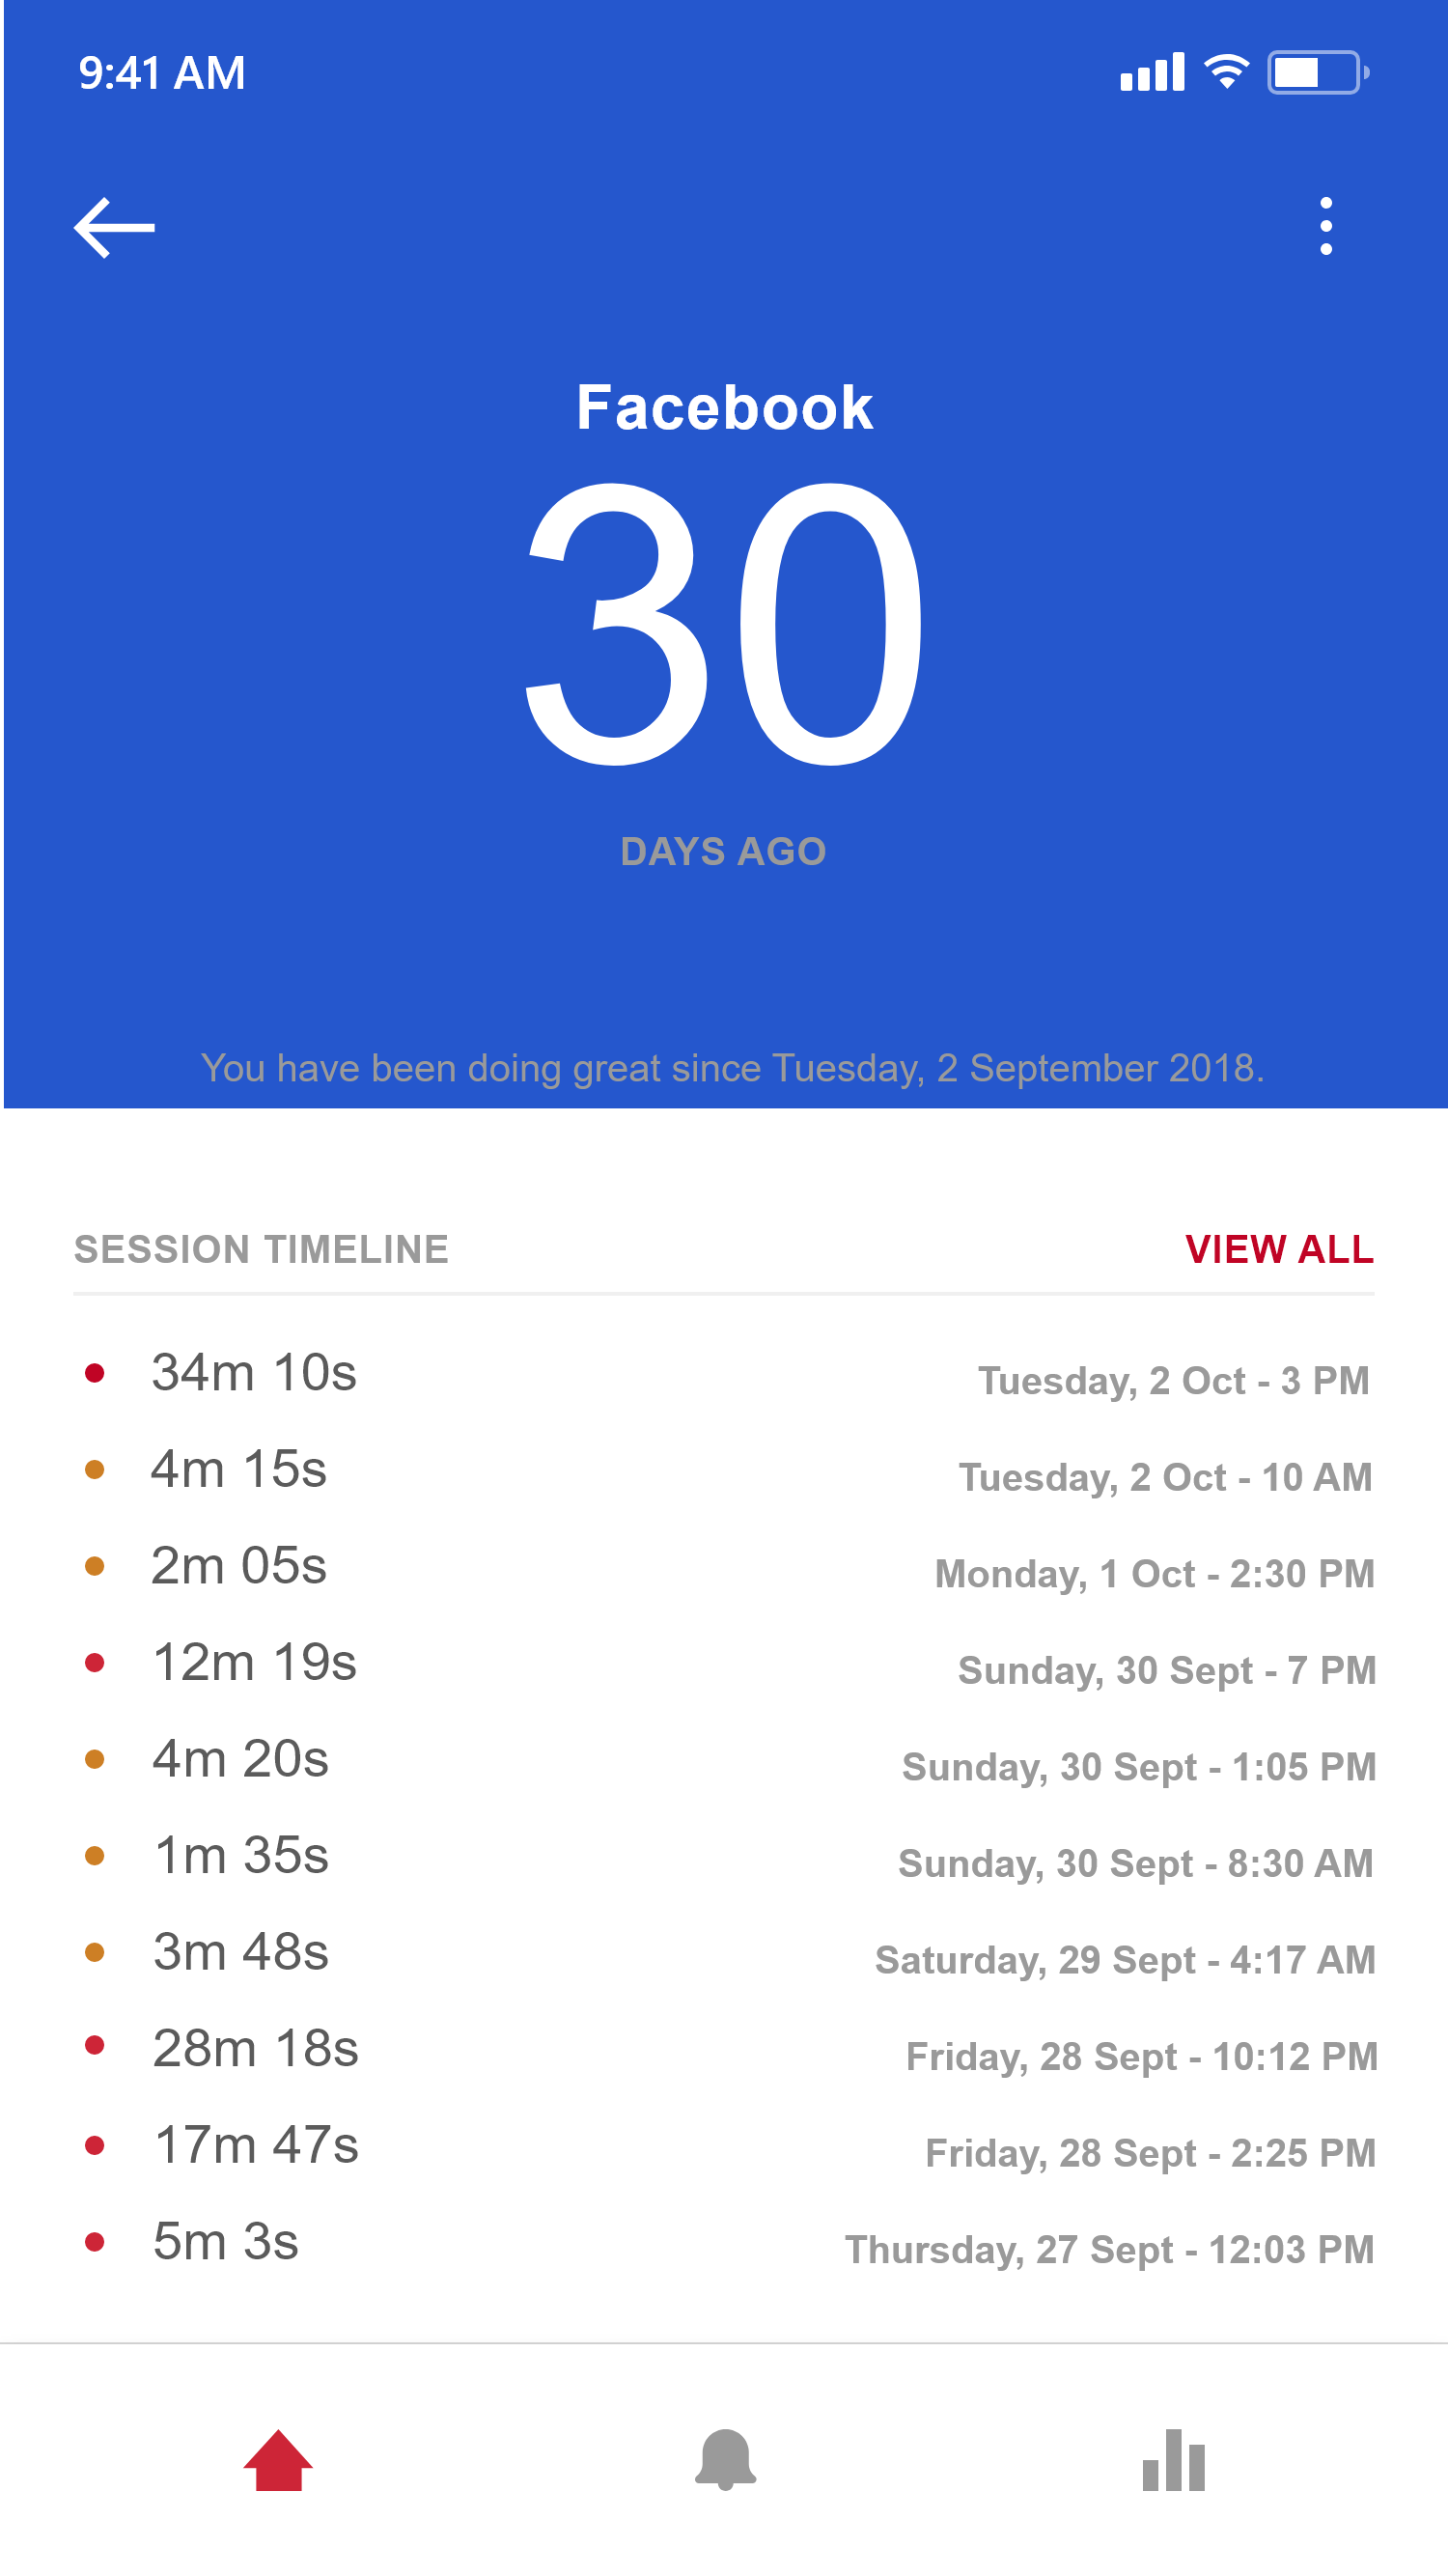 9:41 AM
Facebook
30
DAYS AGO
You have been doing great since Tuesday, 2 September 2018.
SESSION TIMELINE VIEW ALL
34m 10s Tuesday, 2 Oct - 3 PM
4m 15s Tuesday, 2 Oct - 10 AM
2m 05s Monday, 1 Oct - 2:30 PM
12m 19s Sunday, 30 Sept - 7 PM
4m 20s Sunday, 30 Sept - 1:05 PM
1m 35s Sunday, 30 Sept - 8:30 AM
3m 48s Saturday, 29 Sept - 4:17 AM
28m 18s Friday, 28 Sept - 10:12 PM
17m 47s Friday, 28 Sept - 2:25 PM
5m 3s Thursday, 27 Sept - 12:03 PM